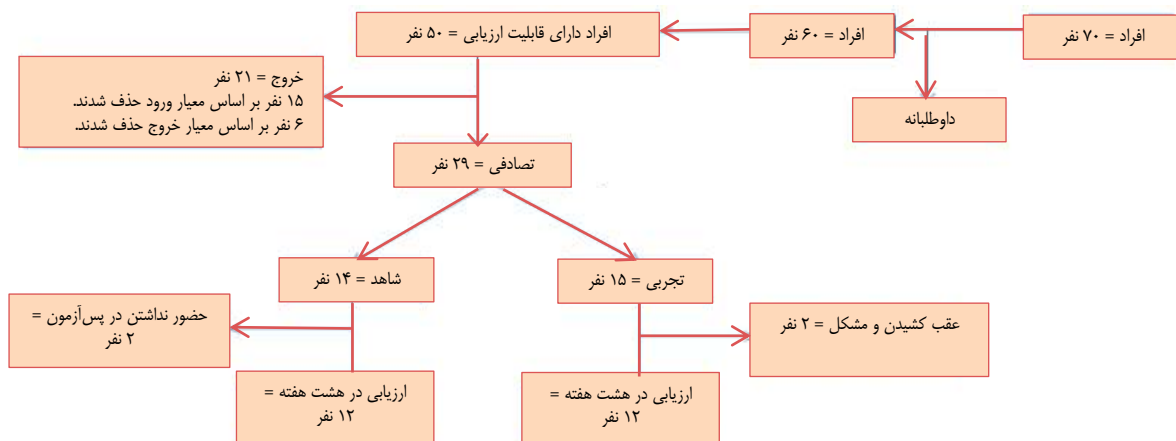 افراد = ۷۰ نفر
افراد = ۶۰ نفر
افراد دارای قابلیت ارزیابی = ۵۰ نفر
داوطلبانه
خروج = ۲۱ نفر
۱۵ نفر بر اساس معیار ورود حذف شدند.
۶ نفر بر اساس معیار خروج حذف شدند.
تصادفی = ۲۹ نفر
تجربی = ۱۵ نفر
شاهد = ۱۴ نفر
عقب کشیدن و مشکل = ۲ نفر
حضور نداشتن در پس‌آزمون =
۲ نفر
ارزیابی در هشت هفته =
۱۲ نفر
ارزیابی در هشت هفته =
۱۲ نفر